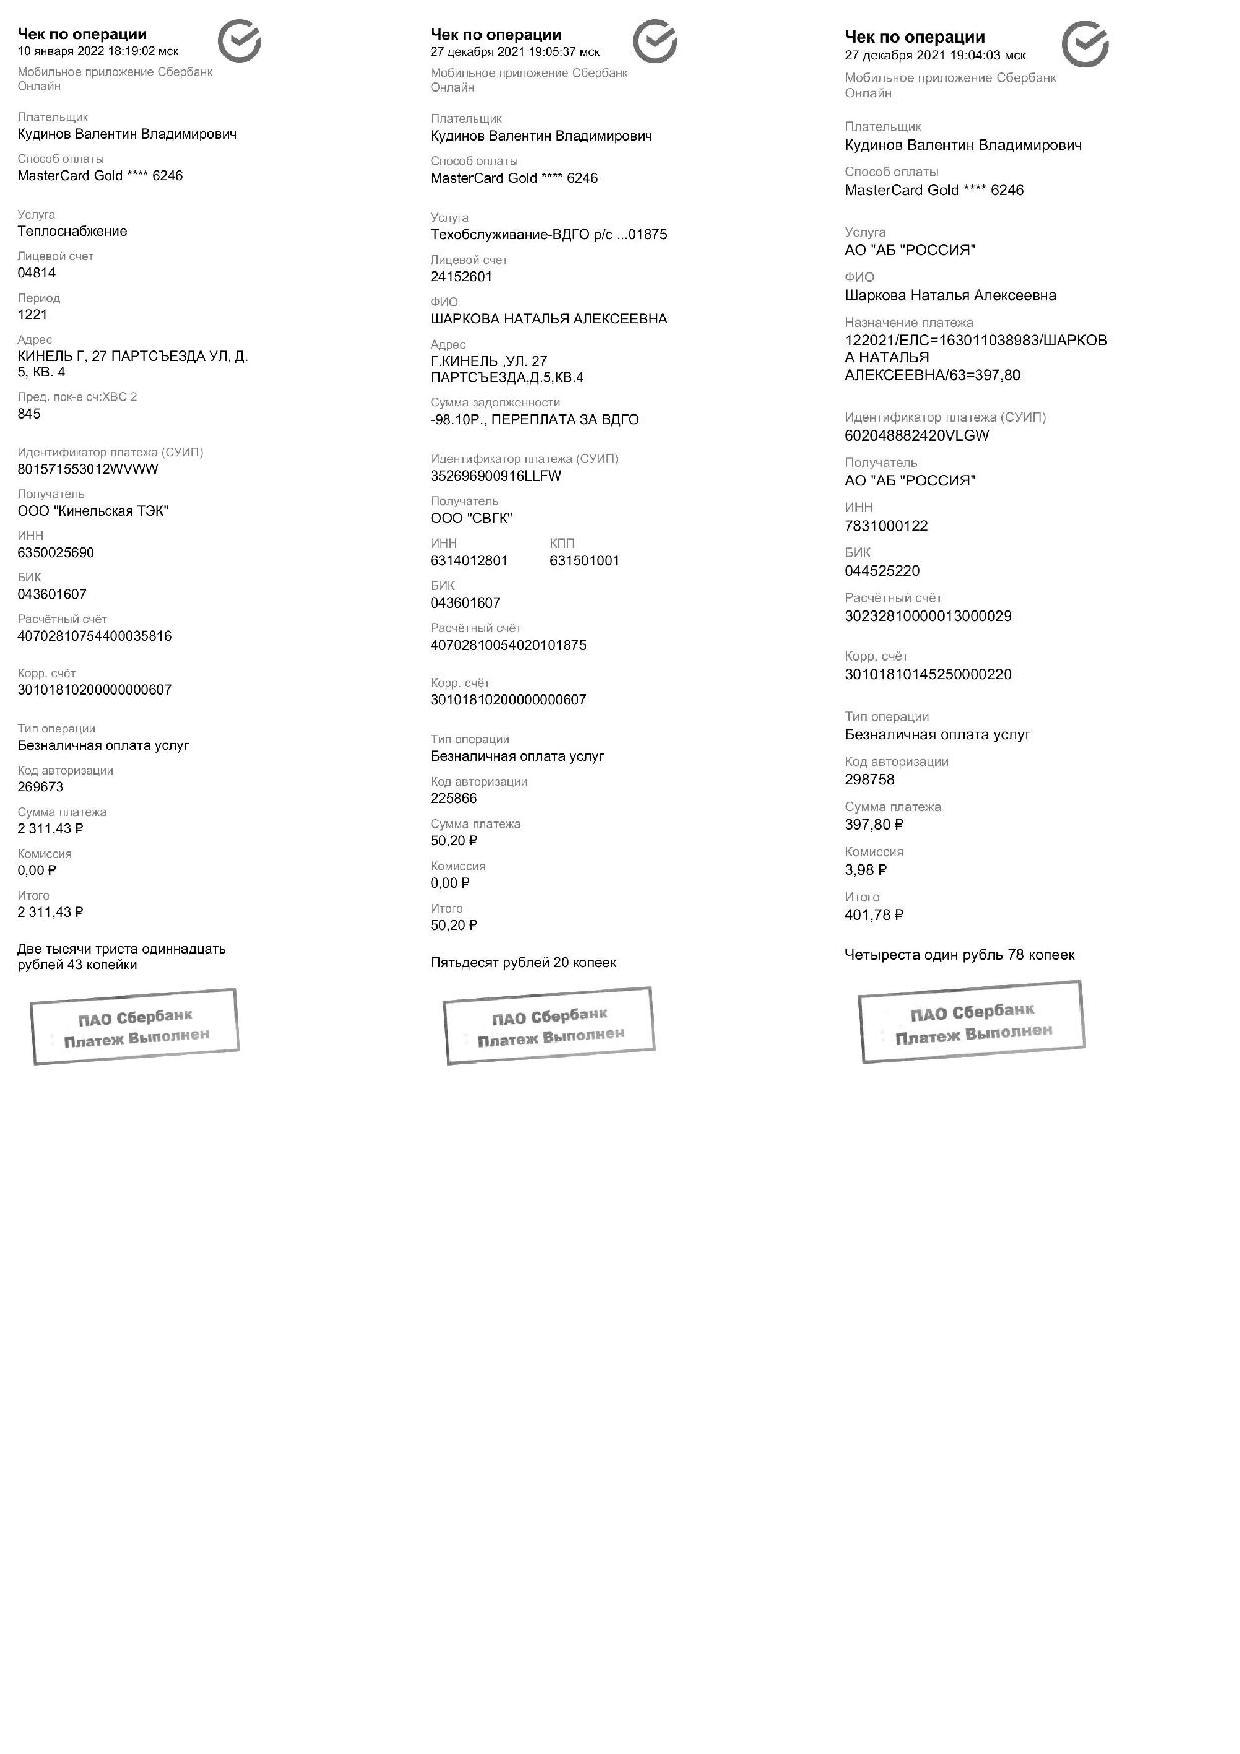 Чек по операции
10 января 2022 18:19:02 мск
Мобильное приложение Сбербанк
Онлайн
Плательщик
Кудинов Валентин Владимирович
Способ оплаты
MasterCard Gold **** 6246
Услуга
Теплоснабжение
Лицевой счет
04814
Период
1221
Адрес
КИНЕЛЬ Г, 27 ПАРТСЪЕЗДА УЛ, Д.
5, КВ. 4
Пред. пок-е сч:ХВС 2
845
Идентификатор платежа (СУИП)
801571553012WVWW
Получатель
ООО "Кинельская ТЭК"
ИНН
6350025690
БИК
043601607
Расчётный счёт
40702810754400035816
Корр. счёт
30101810200000000607
Тип операции
Безналичная оплата услуг
Код авторизации
269673
Сумма платежа
2 311,43 ₽
Комиссия
0,00 ₽
Итого
2 311,43 ₽
Две тысячи триста одиннадцать
рублей 43 копейки
ПАО Сбербанк
Платеж Выполнен
Чек по операции
27 декабря 2021 19:05:37 мск
Мобильное приложение Сбербанк
Онлайн
Плательщик
Кудинов Валентин Владимирович
Способ оплаты
MasterCard Gold **** 6246
Услуга
Техобслуживание-ВДГО р/с ...01875
Лицевой счет
24152601
ФИО
ШАРКОВА НАТАЛЬЯ АЛЕКСЕЕВНА
Адрес
Г.КИНЕЛЬ ,УЛ. 27
ПАРТСЪЕЗДА,Д.5,КВ.4
Сумма задолженности
-98.10Р., ПЕРЕПЛАТА ЗА ВДГО
Идентификатор платежа (СУИП)
352696900916LLFW
Получатель
ООО "СВГК"
ИНН КПП
6314012801 631501001
БИК
043601607
Расчётный счёт
40702810054020101875
Корр. счёт
30101810200000000607
Тип операции
Безналичная оплата услуг
Код авторизации
225866
Сумма платежа
50,20 ₽
Комиссия
0,00 ₽
Итого
50,20 ₽
Пятьдесят рублей 20 копеек
ПАО Сбербанк
Платеж Выполнен
Чек по операции
27 декабря 2021 19:04:03 мск
Мобильное приложение Сбербанк
Онлайн
Плательщик
Кудинов Валентин Владимирович
Способ оплаты
MasterCard Gold **** 6246
Услуга
АО "АБ "РОССИЯ"
ФИО
Шаркова Наталья Алексеевна
Назначение платежа
122021/ЕЛС=163011038983/ШАРКОВ
А НАТАЛЬЯ
АЛЕКСЕЕВНА/63=397,80
Идентификатор платежа (СУИП)
602048882420VLGW
Получатель
АО "АБ "РОССИЯ"
ИНН
7831000122
БИК
044525220
Расчётный счёт
30232810000013000029
Корр. счёт
30101810145250000220
Тип операции
Безналичная оплата услуг
Код авторизации
298758
Сумма платежа
397,80 ₽
Комиссия
3,98 ₽
Итого
401,78 ₽
Четыреста один рубль 78 копеек
ПАО Сбербанк
Платеж Выполнен